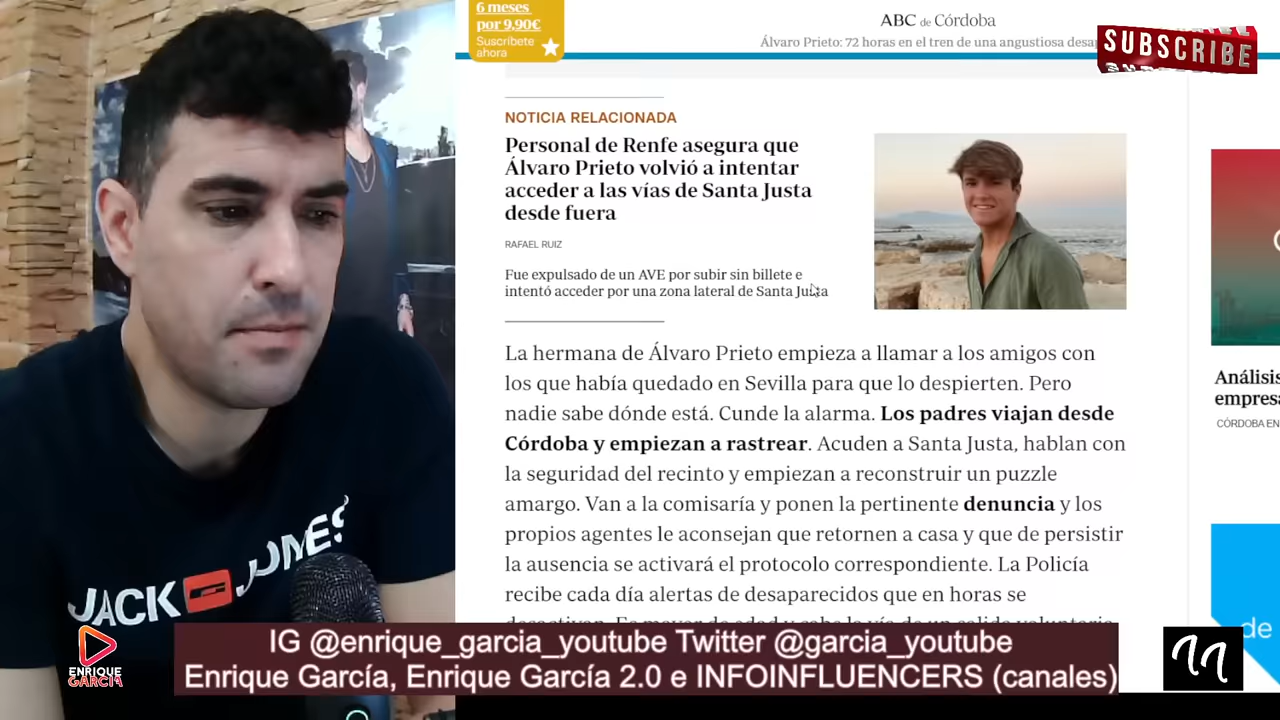 6 meses
por 9,90€
Suscríbete
ahora
ABC de Córdoba
Álvaro Prieto: 72 horas en el tren de una angustiosa
SUBSCRIBE
NOTICIA RELACIONADA
Personal de Renfe asegura que
Álvaro Prieto volvió a intentar
acceder a las vías de Santa Justa
desde fuera
RAFAEL RUIZ
Fue expulsado de un AVE por subir sin billete e
intentó acceder por una zona lateral de Santa Justa
La hermana de Álvaro Prieto empieza a llamar a los amigos con
los que había quedado en Sevilla para que lo despierten. Pero
nadie sabe dónde está. Cunde la alarma. Los padres viajan desde
Córdoba y empiezan a rastrear. Acuden a Santa Justa, hablan con
la seguridad del recinto y empiezan a reconstruir un puzzle
amargo. Van a la comisaría y ponen la pertinente denuncia y los
propios agentes le aconsejan que retornen a casa y que de persistir
la ausencia se activará el protocolo correspondiente. La Policía
recibe cada día alertas de desaparecidos que en horas se
Análisis
CÓRDOBA EN
de
JACK JONES
ENRIQUE
GARCÍA
IG @enrique_garcia_youtube Twitter @garcia_youtube
Enrique García, Enrique García 2.0 e INFOINFLUENCERS (canales)